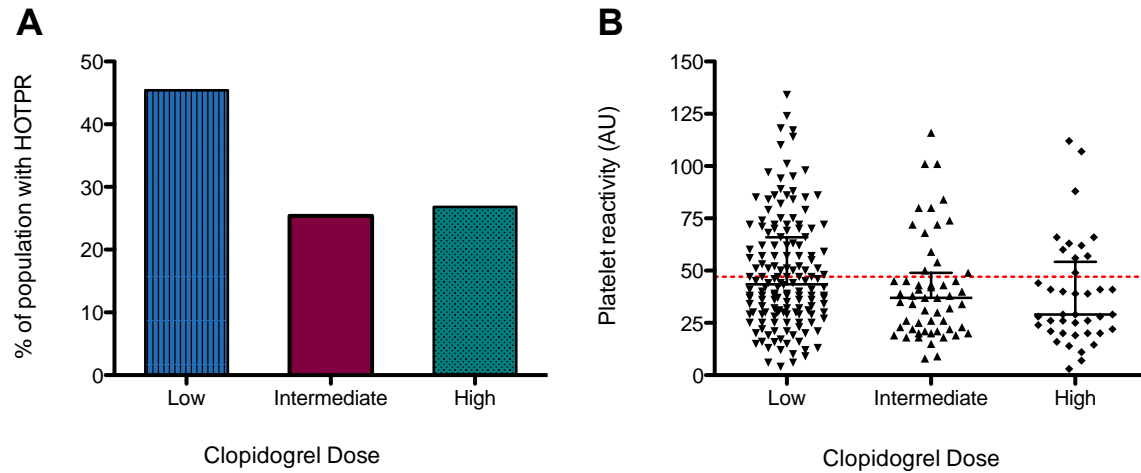 A
% of population with HOTPR
50
40
30
20
10
0
Low Intermediate High
Clopidogrel Dose
B
Platelet reactivity (AU)
150
125
100
75
50
25
0
Low Intermediate High
Clopidogrel Dose